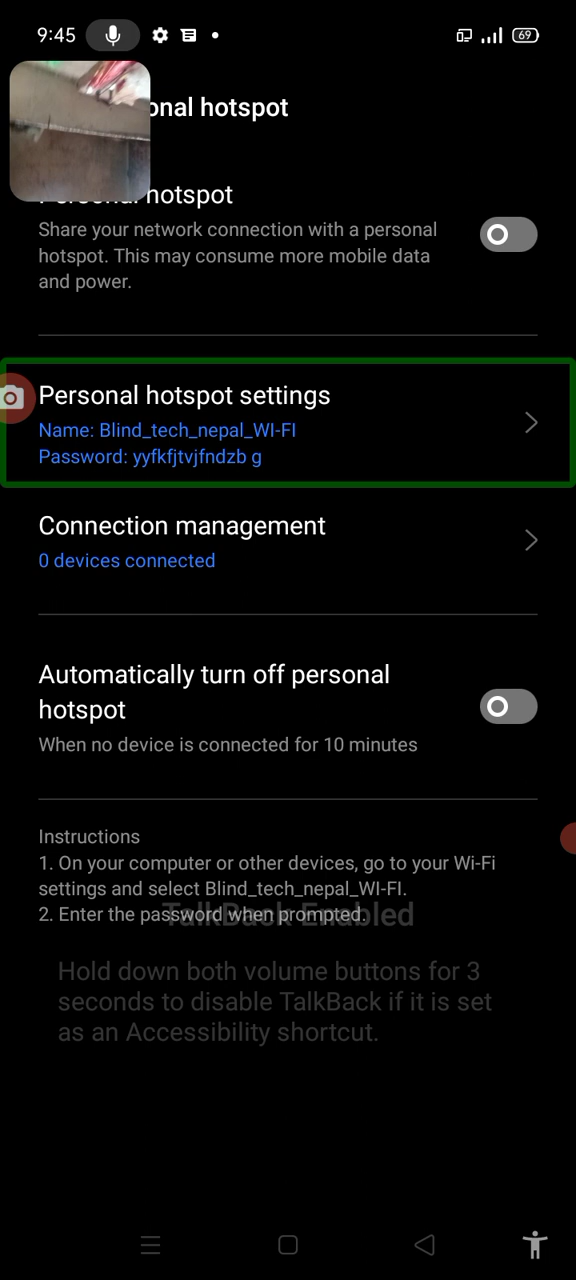 9:45
69
onal hotspot
Personal hotspot
Share your network connection with a personal
hotspot. This may consume more mobile data
and power.
Personal hotspot settings
Name: Blind_tech_nepal_WI-FI
Password: yyfkfjtvjfndzb g
Connection management
0 devices connected
Automatically turn off personal
hotspot
When no device is connected for 10 minutes
Instructions
1. On your computer or other devices, go to your Wi-Fi
settings and select Blind_tech_nepal_WI-FI.
2. Enter the password when prompted.
TalkBack Enabled
Hold down both volume buttons for 3
seconds to disable TalkBack if it is set
as an Accessibility shortcut.